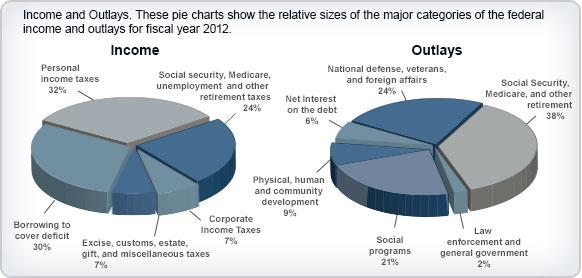 Income and Outlays. These pie charts show the relative sizes of the major categories of the federal
income and outlays for fiscal year 2012.
Income
Personal
income taxes
32%
Social security, Medicare,
unemployment and other
retirement taxes
24%
Corporate
Income Taxes
7%
Excise, customs, estate,
gift, and miscellaneous taxes
7%
Borrowing to
cover deficit
30%
Outlays
National defense, veterans,
and foreign affairs
24%
Social Security,
Medicare, and other
retirement
38%
Net Interest
on the debt
6%
Physical, human
and community
development
9%
Social
programs
21%
Law
enforcement and
general government
2%